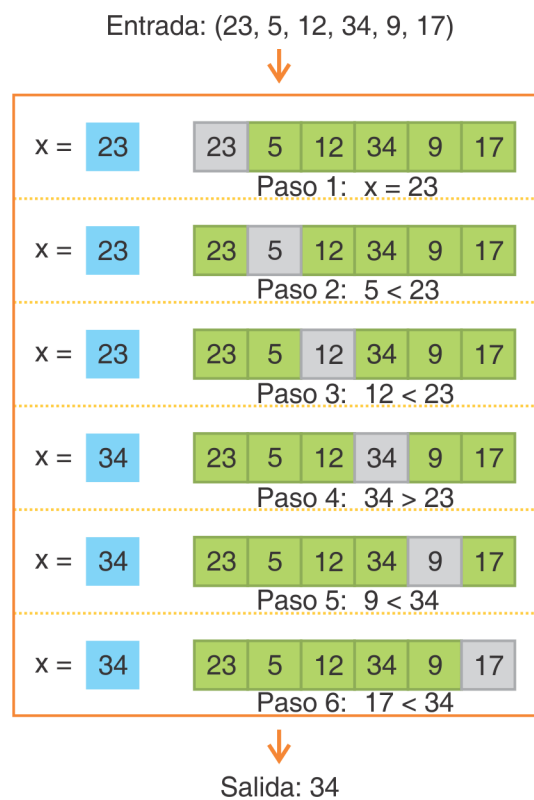 Entrada: (23, 5, 12, 34, 9, 17)
x = 23 23 5 12 34 9 17
Paso 1: x = 23
x = 23 23 5 12 34 9 17
Paso 2: 5 < 23
x = 23 23 5 12 34 9 17
Paso 3: 12 < 23
x = 34 23 5 12 34 9 17
Paso 4: 34 > 23
x = 34 23 5 12 34 9 17
Paso 5: 9 < 34
x = 34 23 5 12 34 9 17
Paso 6: 17 < 34
Salida: 34